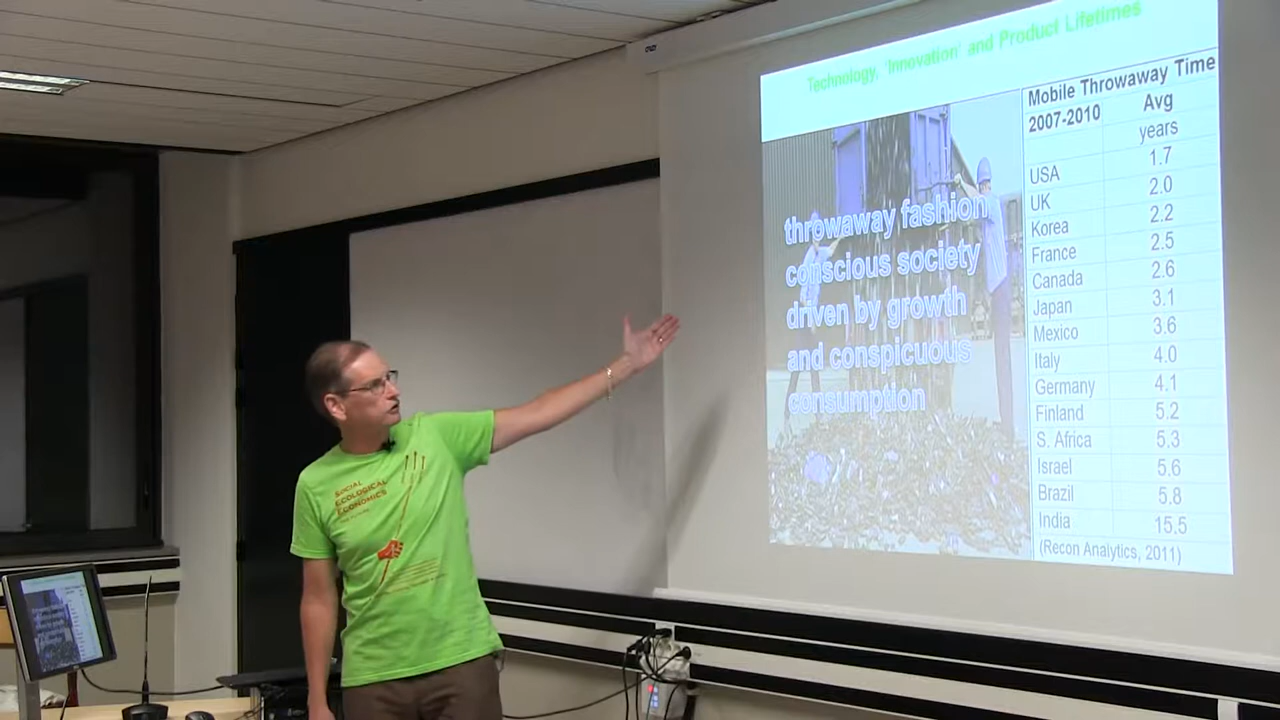 Technology, 'Innovation' and Product Lifetimes
throwaway fashion
conscious society
driven by growth
and conspicuous
consumption
Mobile Throwaway Time
2007-2010 Avg
years
USA 1.7
UK 2.0
Korea 2.2
France 2.5
Canada 2.6
Japan 3.1
Mexico 3.6
Italy 4.0
Germany 4.1
Finland 5.2
S. Africa 5.3
Israel 5.6
Brazil 5.8
India 15.5
(Recon Analytics, 2011)
SOCIAL
ECOLOGICAL
ECONOMICS